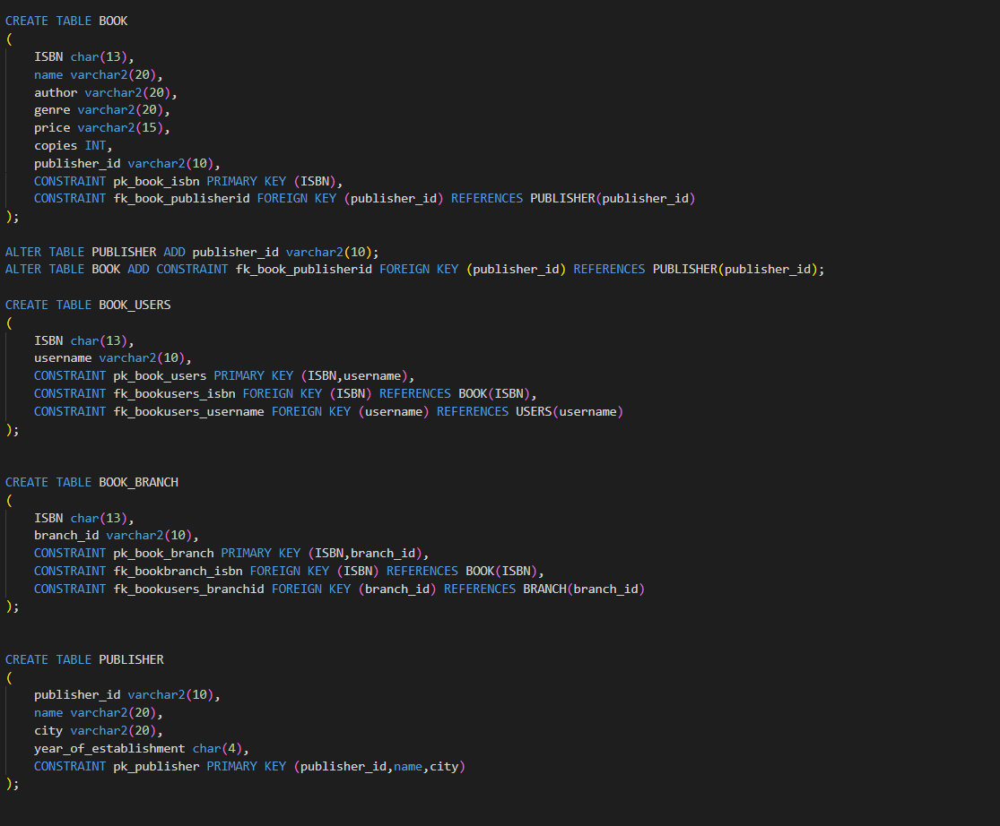 CREATE TABLE BOOK
(
    ISBN char(13),
    name varchar2(20),
    author varchar2(20),
    genre varchar2(20),
    price varchar2(15),
    copies INT,
    publisher_id varchar2(10),
    CONSTRAINT pk_book_isbn PRIMARY KEY (ISBN),
    CONSTRAINT fk_book_publisherid FOREIGN KEY (publisher_id) REFERENCES PUBLISHER(publisher_id)
);

ALTER TABLE PUBLISHER ADD publisher_id varchar2(10);
ALTER TABLE BOOK ADD CONSTRAINT fk_book_publisherid FOREIGN KEY (publisher_id) REFERENCES PUBLISHER(publisher_id);

CREATE TABLE BOOK_USERS
(
    ISBN char(13),
    username varchar2(10),
    CONSTRAINT pk_book_users PRIMARY KEY (ISBN,username),
    CONSTRAINT fk_bookusers_isbn FOREIGN KEY (ISBN) REFERENCES BOOK(ISBN),
    CONSTRAINT fk_bookusers_username FOREIGN KEY (username) REFERENCES USERS(username)
);


CREATE TABLE BOOK_BRANCH
(
    ISBN char(13),
    branch_id varchar2(10),
    CONSTRAINT pk_book_branch PRIMARY KEY (ISBN,branch_id),
    CONSTRAINT fk_bookbranch_isbn FOREIGN KEY (ISBN) REFERENCES BOOK(ISBN),
    CONSTRAINT fk_bookusers_branchid FOREIGN KEY (branch_id) REFERENCES BRANCH(branch_id)
);


CREATE TABLE PUBLISHER
(
    publisher_id varchar2(10),
    name varchar2(20),
    city varchar2(20),
    year_of_establishment char(4),
    CONSTRAINT pk_publisher PRIMARY KEY (publisher_id,name,city)
);